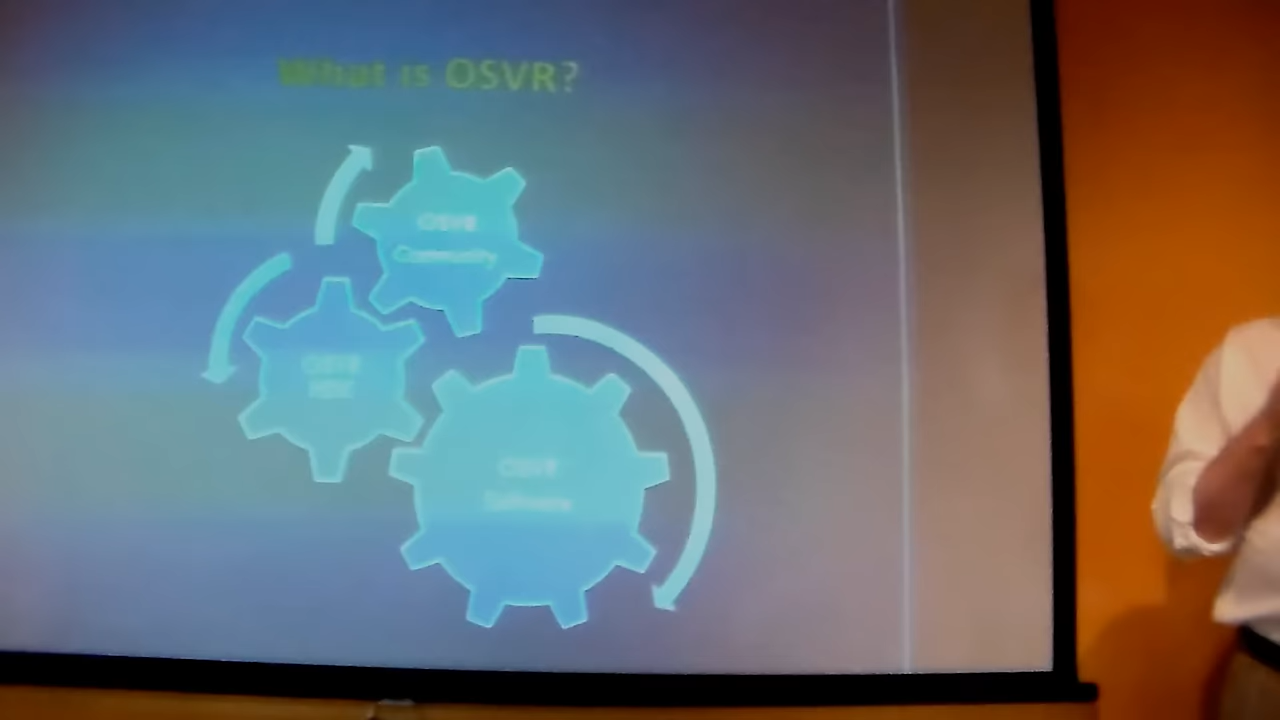 What is OSVR?
OSVR
Community
OSVR
HDK
OSVR
Software